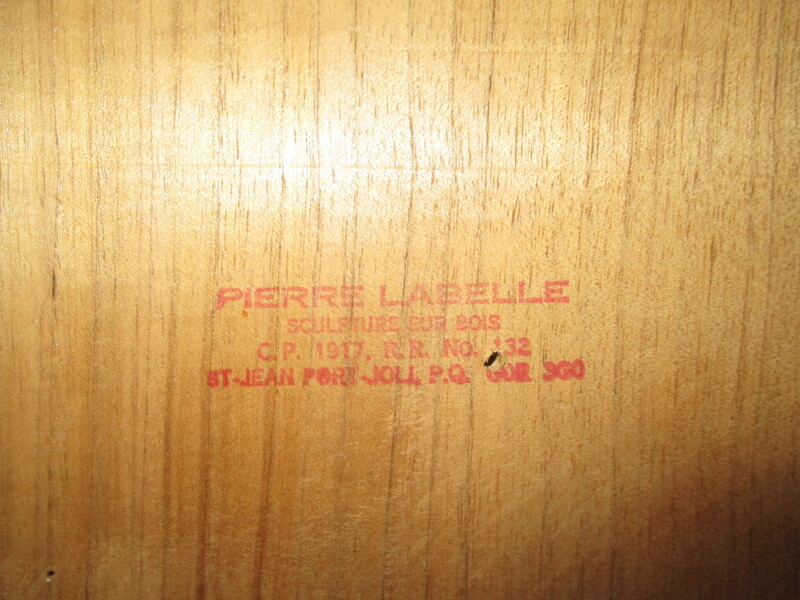 PIERRE LABELLE
SCULPTURE SUR BOIS
C.P. 1917, R.R. No. 132
ST-JEAN PORT-JOLI, P.Q. G0R 3G0